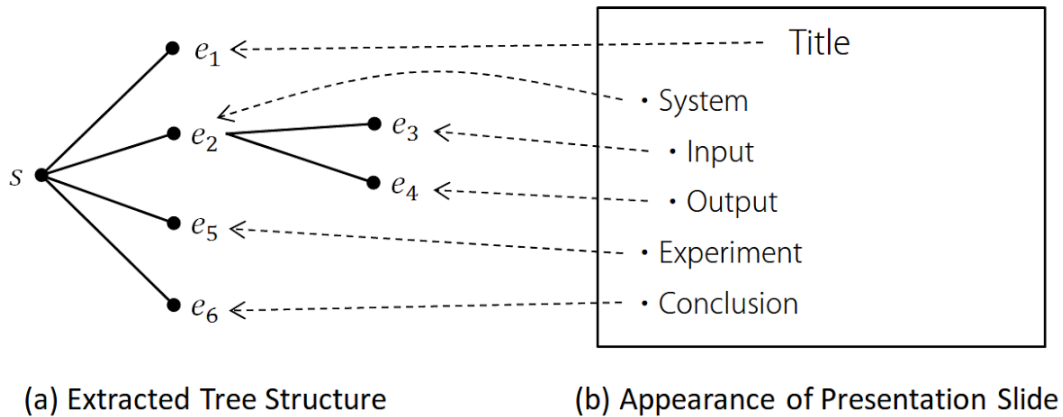 e₁
Title
・System
e₂
e₃
・Input
s
e₄
・Output
e₅
・Experiment
e₆
・Conclusion
(a) Extracted Tree Structure
(b) Appearance of Presentation Slide